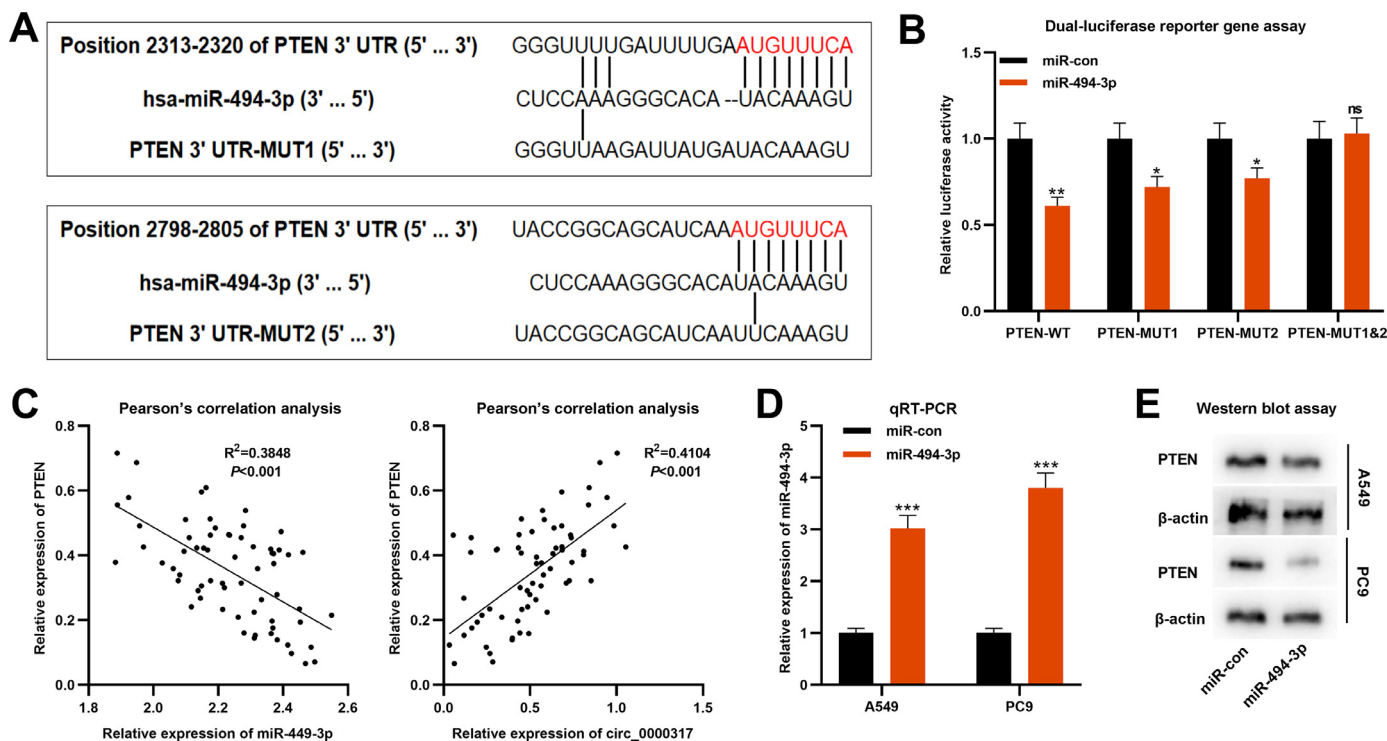 A
Position 2313-2320 of PTEN 3' UTR (5' ... 3') GGGUUUUGAUUUUGAAUGUUUCA
hsa-miR-494-3p (3' ... 5') CUCCAAAGGGCACA --UACAAAGU
PTEN 3' UTR-MUT1 (5' ... 3') GGGUUAAGAUUAUGAUACAAAGU
Position 2798-2805 of PTEN 3' UTR (5' ... 3') UACCGGCAGCAUCAAAUGUUUCA
hsa-miR-494-3p (3' ... 5') CUCCAAAGGGCACAUACAAAGU
PTEN 3' UTR-MUT2 (5' ... 3') UACCGGCAGCAUCAAUUCAAAGU
B
Dual-luciferase reporter gene assay
miR-con
miR-494-3p
Relative luciferase activity
1.5
1.0
0.5
0.0
** * * ns
PTEN-WT PTEN-MUT1 PTEN-MUT2 PTEN-MUT1&2
C
Pearson's correlation analysis
R2=0.3848
P<0.001
Relative expression of PTEN
0.8
0.6
0.4
0.2
0.0
1.8 2.0 2.2 2.4 2.6
Relative expression of miR-449-3p
Pearson's correlation analysis
R2=0.4104
P<0.001
Relative expression of PTEN
0.8
0.6
0.4
0.2
0.0
0.0 0.5 1.0 1.5
Relative expression of circ_0000317
D
qRT-PCR
miR-con
miR-494-3p
Relative expression of miR-494-3p
5
4
3
2
1
0
*** ***
A549 PC9
E
Western blot assay
PTEN
β-actin
A549
PTEN
β-actin
PC9
miR-con
miR-494-3p